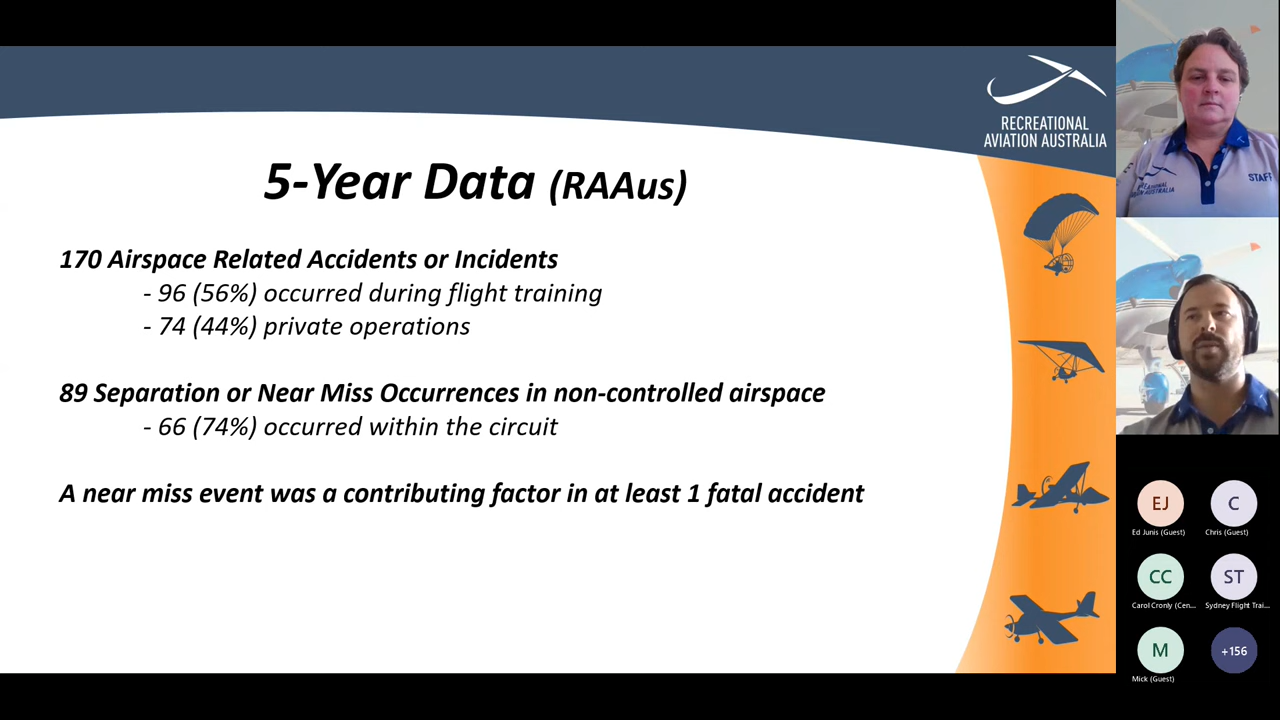 RECREATIONAL
AVIATION AUSTRALIA
5-Year Data (RAAus)
170 Airspace Related Accidents or Incidents
- 96 (56%) occurred during flight training
- 74 (44%) private operations
89 Separation or Near Miss Occurrences in non-controlled airspace
- 66 (74%) occurred within the circuit
A near miss event was a contributing factor in at least 1 fatal accident
STAFF
EJ
Ed Junis (Guest)
C
Chris (Guest)
CC
Carol Cronly (Cen...
ST
Sydney Flight Trai...
M
Mick (Guest)
+156